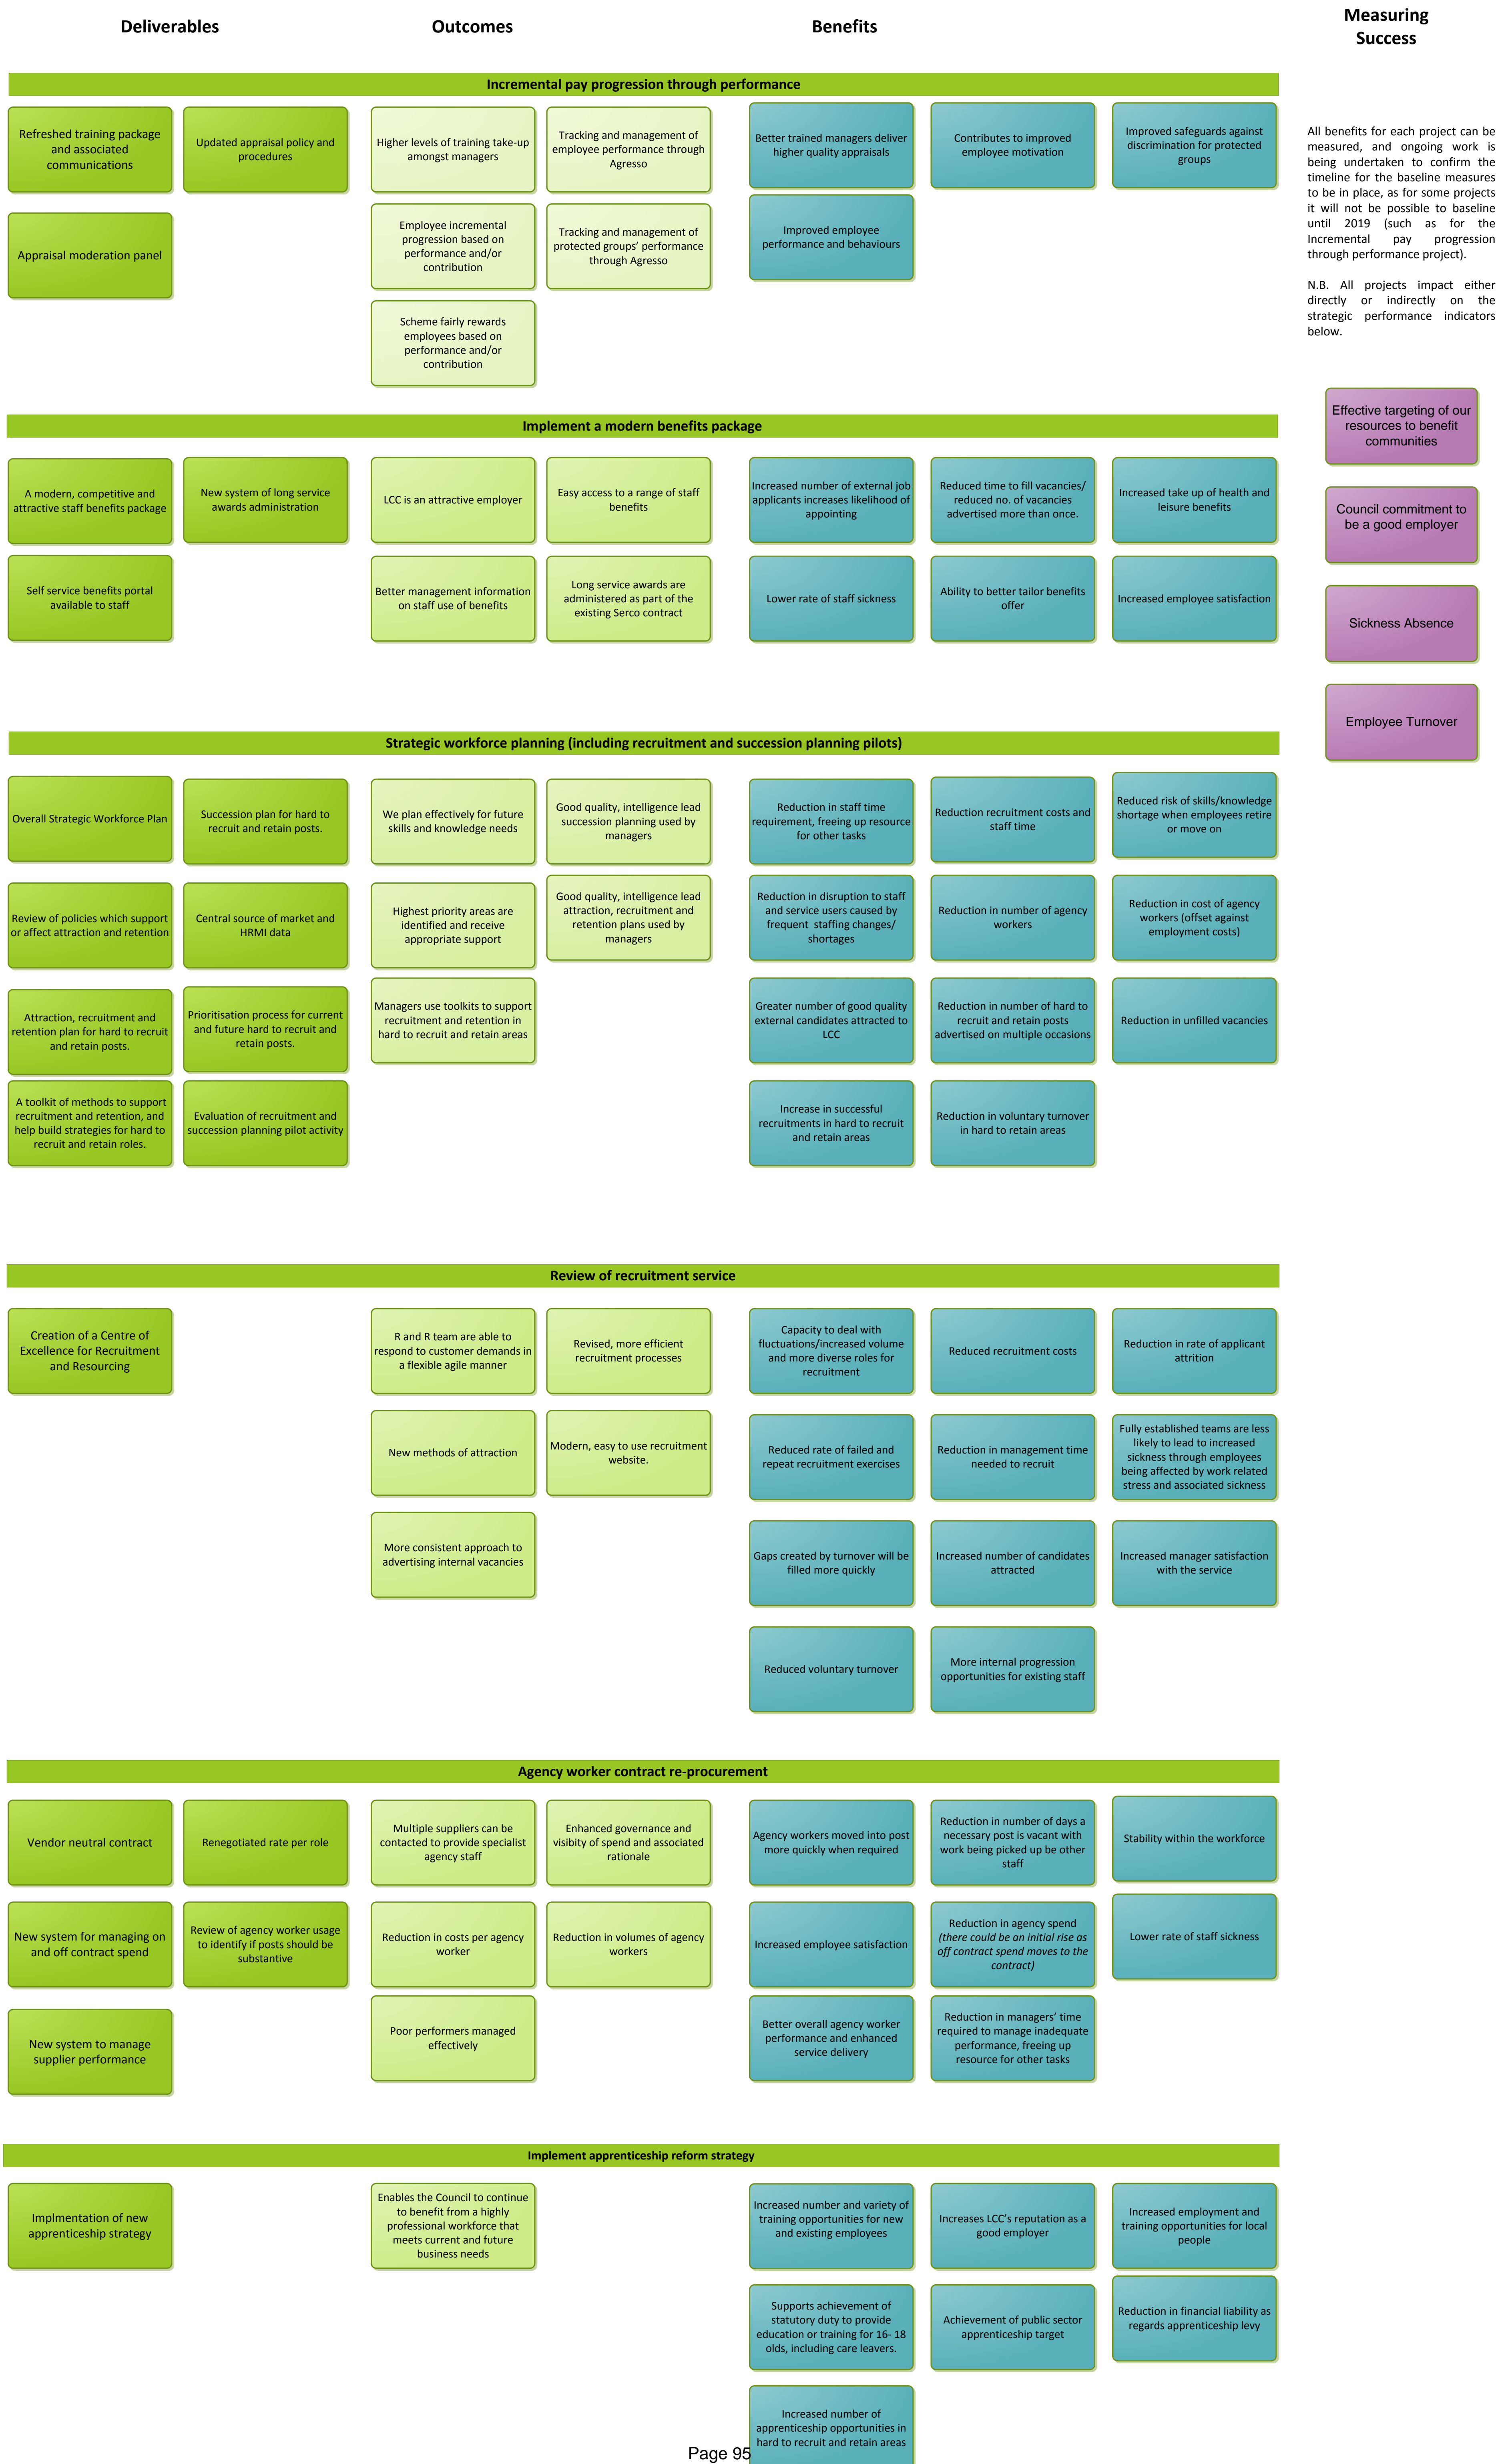 Deliverables
Outcomes
Benefits
Measuring
Success
Incremental pay progression through performance
Refreshed training package
and associated
communications
Updated appraisal policy and
procedures
Higher levels of training take-up
amongst managers
Tracking and management of
employee performance through
Agresso
Better trained managers deliver
higher quality appraisals
Contributes to improved
employee motivation
Improved safeguards against
discrimination for protected
groups
Appraisal moderation panel
Employee incremental
progression based on
performance and/or
contribution
Tracking and management of
protected groups’ performance
through Agresso
Improved employee
performance and behaviours
Scheme fairly rewards
employees based on
performance and/or
contribution
All benefits for each project can be
measured, and ongoing work is
being undertaken to confirm the
timeline for the baseline measures
to be in place, as for some projects
it will not be possible to baseline
until 2019 (such as for the
Incremental pay progression
through performance project).
N.B. All projects impact either
directly or indirectly on the
strategic performance indicators
below.
Effective targeting of our
resources to benefit
communities
Council commitment to
be a good employer
Sickness Absence
Employee Turnover
Implement a modern benefits package
A modern, competitive and
attractive staff benefits package
New system of long service
awards administration
LCC is an attractive employer
Easy access to a range of staff
benefits
Increased number of external job
applicants increases likelihood of
appointing
Reduced time to fill vacancies/
reduced no. of vacancies
advertised more than once.
Increased take up of health and
leisure benefits
Self service benefits portal
available to staff
Better management information
on staff use of benefits
Long service awards are
administered as part of the
existing Serco contract
Lower rate of staff sickness
Ability to better tailor benefits
offer
Increased employee satisfaction
Strategic workforce planning (including recruitment and succession planning pilots)
Overall Strategic Workforce Plan
Succession plan for hard to
recruit and retain posts.
We plan effectively for future
skills and knowledge needs
Good quality, intelligence lead
succession planning used by
managers
Reduction in staff time
requirement, freeing up resource
for other tasks
Reduction recruitment costs and
staff time
Reduced risk of skills/knowledge
shortage when employees retire
or move on
Review of policies which support
or affect attraction and retention
Central source of market and
HRMI data
Highest priority areas are
identified and receive
appropriate support
Good quality, intelligence lead
attraction, recruitment and
retention plans used by
managers
Reduction in disruption to staff
and service users caused by
frequent staffing changes/
shortages
Reduction in number of agency
workers
Reduction in cost of agency
workers (offset against
employment costs)
Attraction, recruitment and
retention plan for hard to recruit
and retain posts.
Prioritisation process for current
and future hard to recruit and
retain posts.
Managers use toolkits to support
recruitment and retention in
hard to recruit and retain areas
Greater number of good quality
external candidates attracted to
LCC
Reduction in number of hard to
recruit and retain posts
advertised on multiple occasions
Reduction in unfilled vacancies
A toolkit of methods to support
recruitment and retention, and
help build strategies for hard to
recruit and retain roles.
Evaluation of recruitment and
succession planning pilot activity
Increase in successful
recruitments in hard to recruit
and retain areas
Reduction in voluntary turnover
in hard to retain areas
Review of recruitment service
Creation of a Centre of
Excellence for Recruitment
and Resourcing
R and R team are able to
respond to customer demands in
a flexible agile manner
Revised, more efficient
recruitment processes
Capacity to deal with
fluctuations/increased volume
and more diverse roles for
recruitment
Reduced recruitment costs
Reduction in rate of applicant
attrition
New methods of attraction
Modern, easy to use recruitment
website.
Reduced rate of failed and
repeat recruitment exercises
Reduction in management time
needed to recruit
Fully established teams are less
likely to lead to increased
sickness through employees
being affected by work related
stress and associated sickness
More consistent approach to
advertising internal vacancies
Gaps created by turnover will be
filled more quickly
Increased number of candidates
attracted
Increased manager satisfaction
with the service
Reduced voluntary turnover
More internal progression
opportunities for existing staff
Agency worker contract re-procurement
Vendor neutral contract
Renegotiated rate per role
Multiple suppliers can be
contacted to provide specialist
agency staff
Enhanced governance and
visibity of spend and associated
rationale
Agency workers moved into post
more quickly when required
Reduction in number of days a
necessary post is vacant with
work being picked up be other
staff
Stability within the workforce
New system for managing on
and off contract spend
Review of agency worker usage
to identify if posts should be
substantive
Reduction in costs per agency
worker
Reduction in volumes of agency
workers
Increased employee satisfaction
Reduction in agency spend
(there could be an initial rise as
off contract spend moves to the
contract)
Lower rate of staff sickness
New system to manage
supplier performance
Poor performers managed
effectively
Better overall agency worker
performance and enhanced
service delivery
Reduction in managers’ time
required to manage inadequate
performance, freeing up
resource for other tasks
Implement apprenticeship reform strategy
Implmentation of new
apprenticeship strategy
Enables the Council to continue
to benefit from a highly
professional workforce that
meets current and future
business needs
Increased number and variety of
training opportunities for new
and existing employees
Increases LCC’s reputation as a
good employer
Increased employment and
training opportunities for local
people
Supports achievement of
statutory duty to provide
education or training for 16- 18
olds, including care leavers.
Achievement of public sector
apprenticeship target
Reduction in financial liability as
regards apprenticeship levy
Increased number of
apprenticeship opportunities in
hard to recruit and retain areas
Page 95